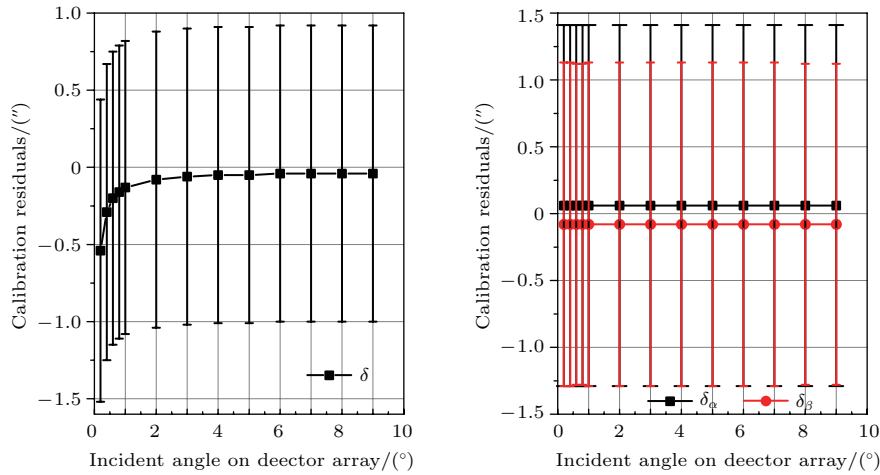 1.0
0.5
0
−0.5
−1.0
−1.5
Calibration residuals/(″)
0 2 4 6 8 10
Incident angle on deector array/(°)
δ
1.5
1.0
0.5
0
−0.5
−1.0
−1.5
Calibration residuals/(″)
0 2 4 6 8 10
Incident angle on deector array/(°)
δα δβ